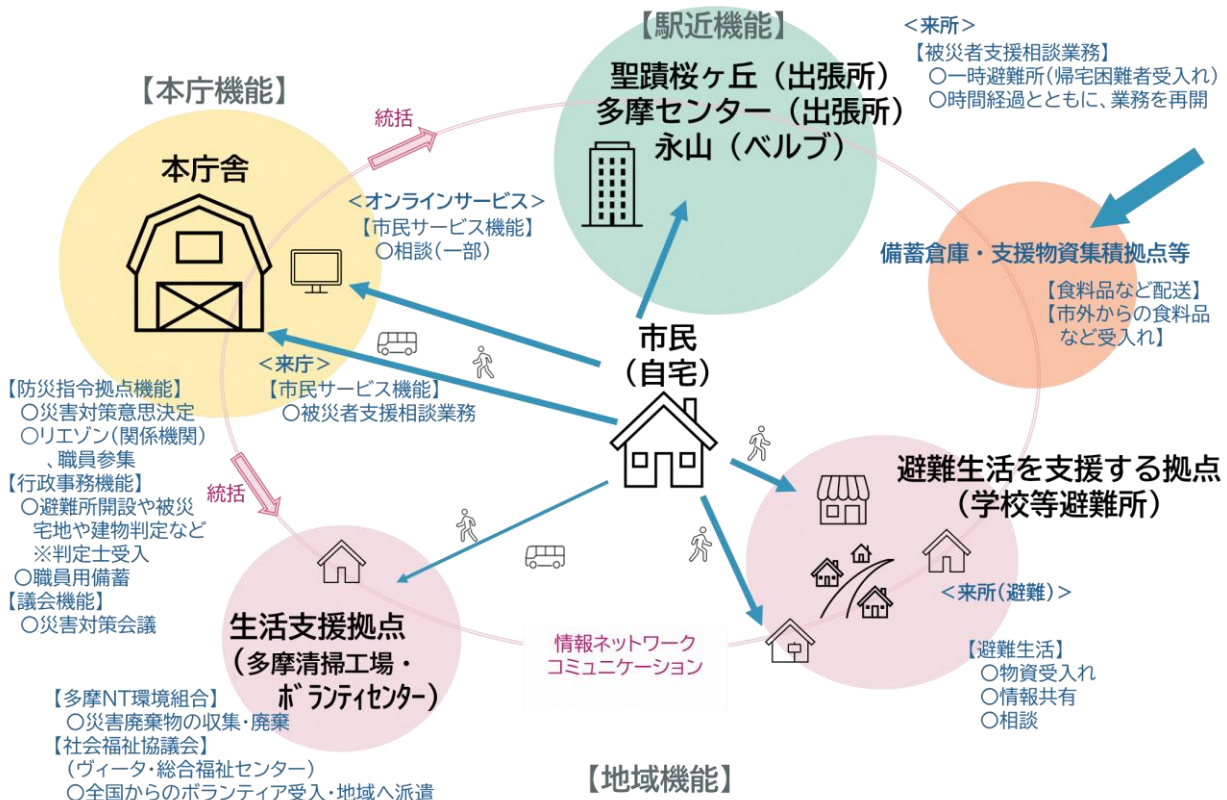 【駅近機能】
聖蹟桜ヶ丘（出張所）
多摩センター（出張所）
永山（ベルブ）
＜来所＞
【被災者支援相談業務】
〇一時避難所(帰宅困難者受入れ)
〇時間経過とともに、業務を再開
【本庁機能】
本庁舎
統括
＜オンラインサービス＞
【市民サービス機能】
〇相談(一部)
備蓄倉庫・支援物資集積拠点等
【食料品など配送】
【市外からの食料品
など受入れ】
市民
（自宅）
＜来庁＞
【市民サービス機能】
〇被災者支援相談業務
【防災指令拠点機能】
〇災害対策意思決定
〇リエゾン(関係機関)
、職員参集
【行政事務機能】
〇避難所開設や被災
宅地や建物判定など
※判定士受入
〇職員用備蓄
【議会機能】
〇災害対策会議
統括
避難生活を支援する拠点
（学校等避難所）
＜来所(避難)＞
【避難生活】
〇物資受入れ
〇情報共有
〇相談
生活支援拠点
（多摩清掃工場・
ボランティセンター）
情報ネットワーク
コミュニケーション
【多摩NT環境組合】
〇災害廃棄物の収集・廃棄
【社会福祉協議会】
(ヴィータ・総合福祉センター)
〇全国からのボランティア受入・地域へ派遣
【地域機能】